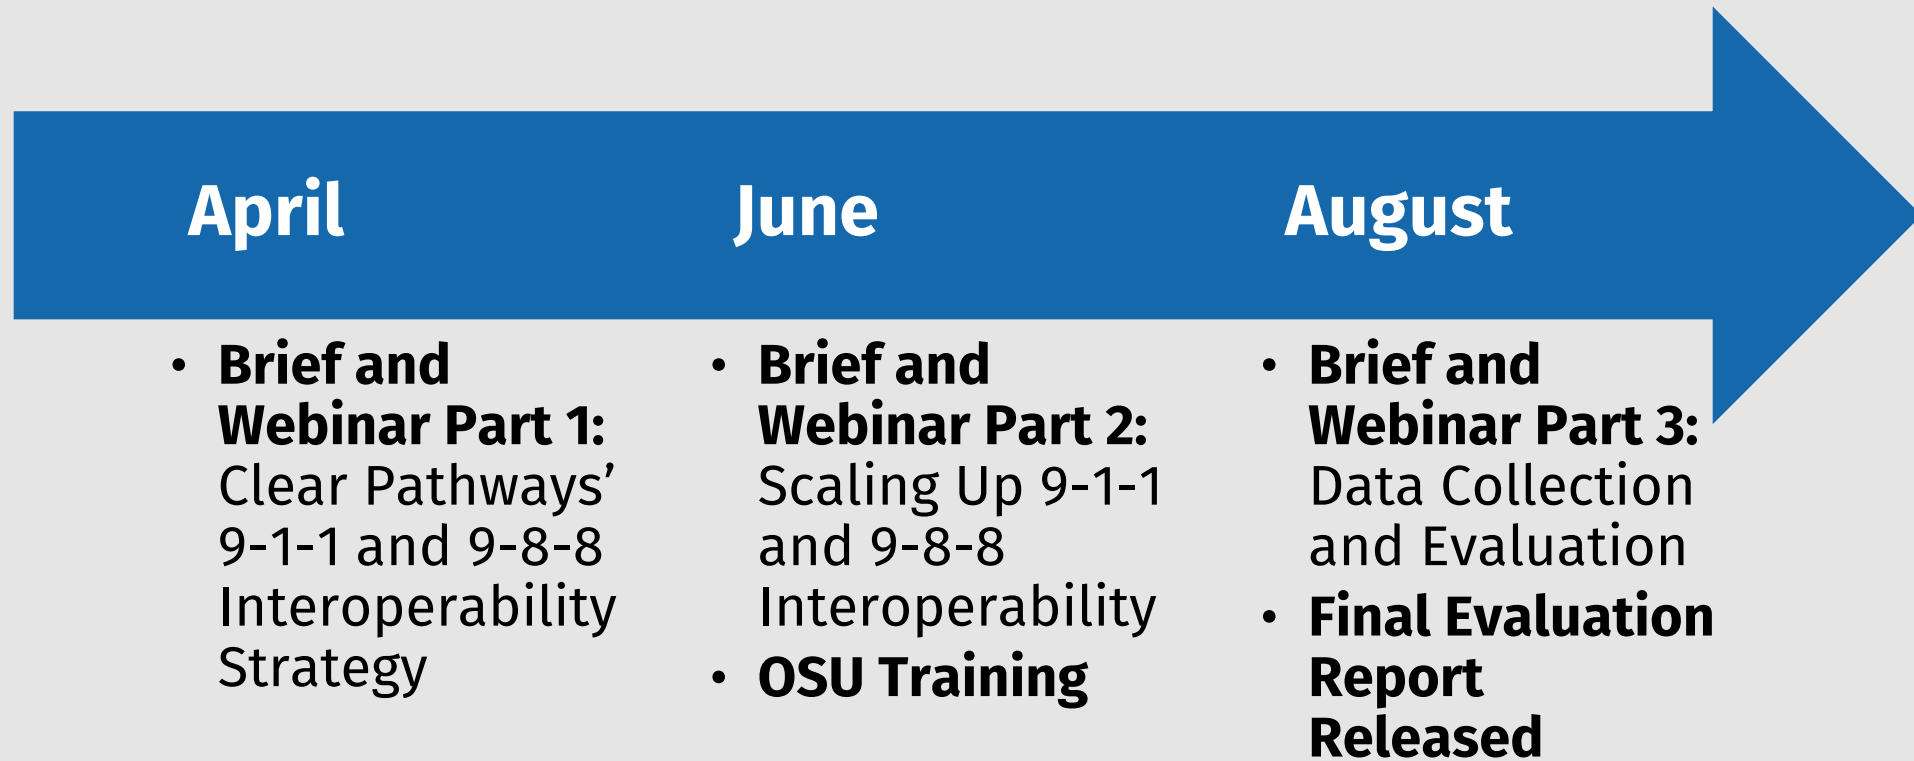 April
June
August
• Brief and
Webinar Part 1:
Clear Pathways’
9-1-1 and 9-8-8
Interoperability
Strategy
• Brief and
Webinar Part 2:
Scaling Up 9-1-1
and 9-8-8
Interoperability
• OSU Training
• Brief and
Webinar Part 3:
Data Collection
and Evaluation
• Final Evaluation
Report
Released